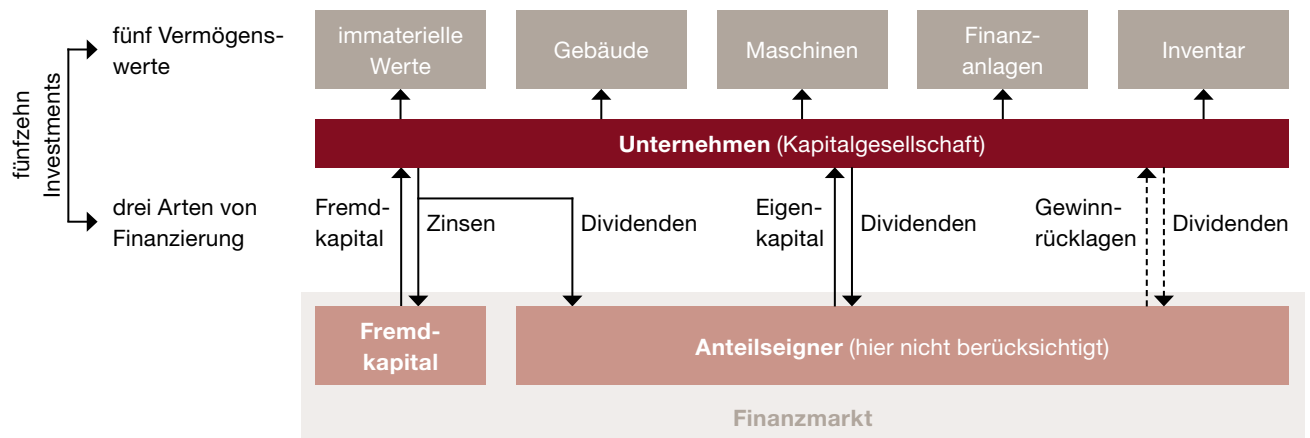 fünfzehn
Investments
fünf Vermögens-
werte
immaterielle
Werte
Gebäude
Maschinen
Finanz-
anlagen
Inventar
Unternehmen (Kapitalgesellschaft)
drei Arten von
Finanzierung
Fremd-
kapital
Zinsen
Dividenden
Eigen-
kapital
Dividenden
Gewinn-
rücklagen
Dividenden
Fremd-
kapital
Anteilseigner (hier nicht berücksichtigt)
Finanzmarkt